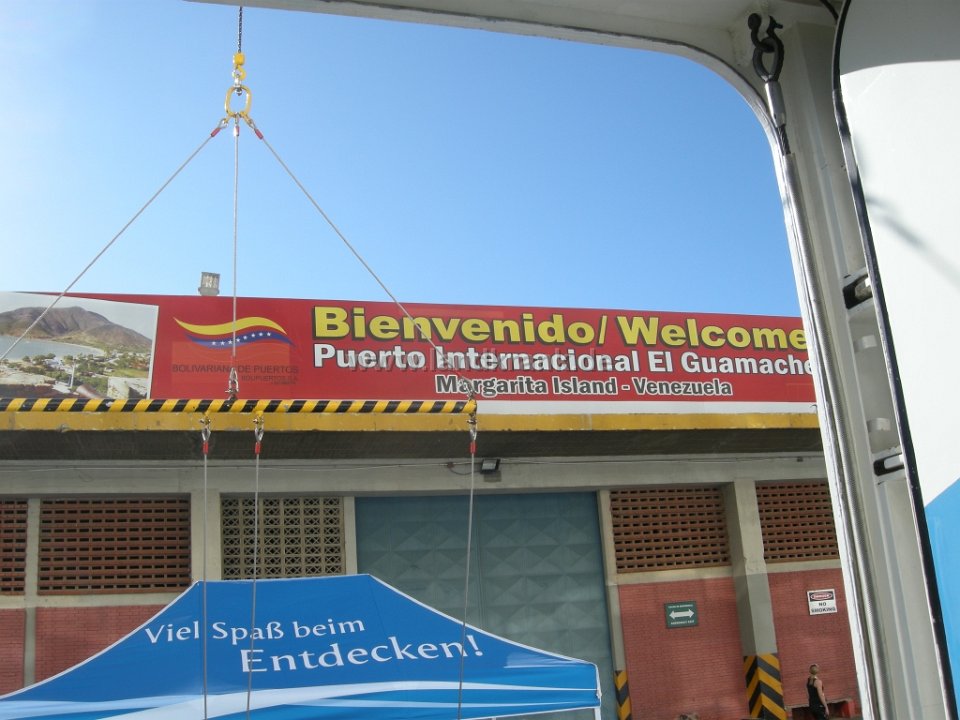 Bienvenido/Welcome
Puerto Internacional El Guamache
Margarita Island - Venezuela
BOLIVARIANA DE PUERTOS
Viel Spaß beim
Entdecken!
NO
SMOKING